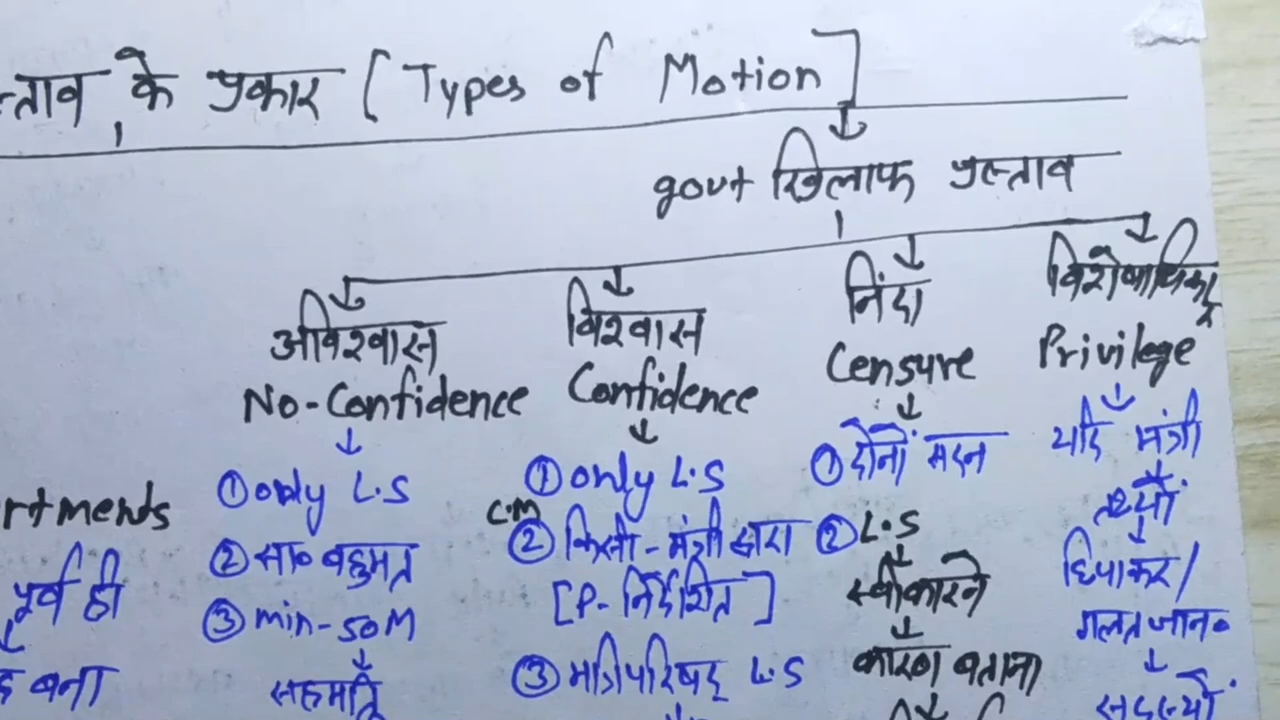 स्ताव के प्रकार [Types of Motion]
govt खिलाफ प्रस्ताव
अविश्वास
No-Confidence
① only L.S
② सा० बहुमत
③ min-50M
सहमति
विश्वास
Confidence
① only L.S
C.M
② किसी-मंत्री द्वारा
[P-निर्देशित]
③ मंत्रिपरिषद् L.S
निंदा
Censure
① दोनों सदन
② L.S
स्वीकारने
कारण बताना
विशेषाधिकार
Privilege
यदि मंत्री
तथ्यों
छिपाकर/
गलत जान०
सदस्यों
rtments
पूर्व ही
बना